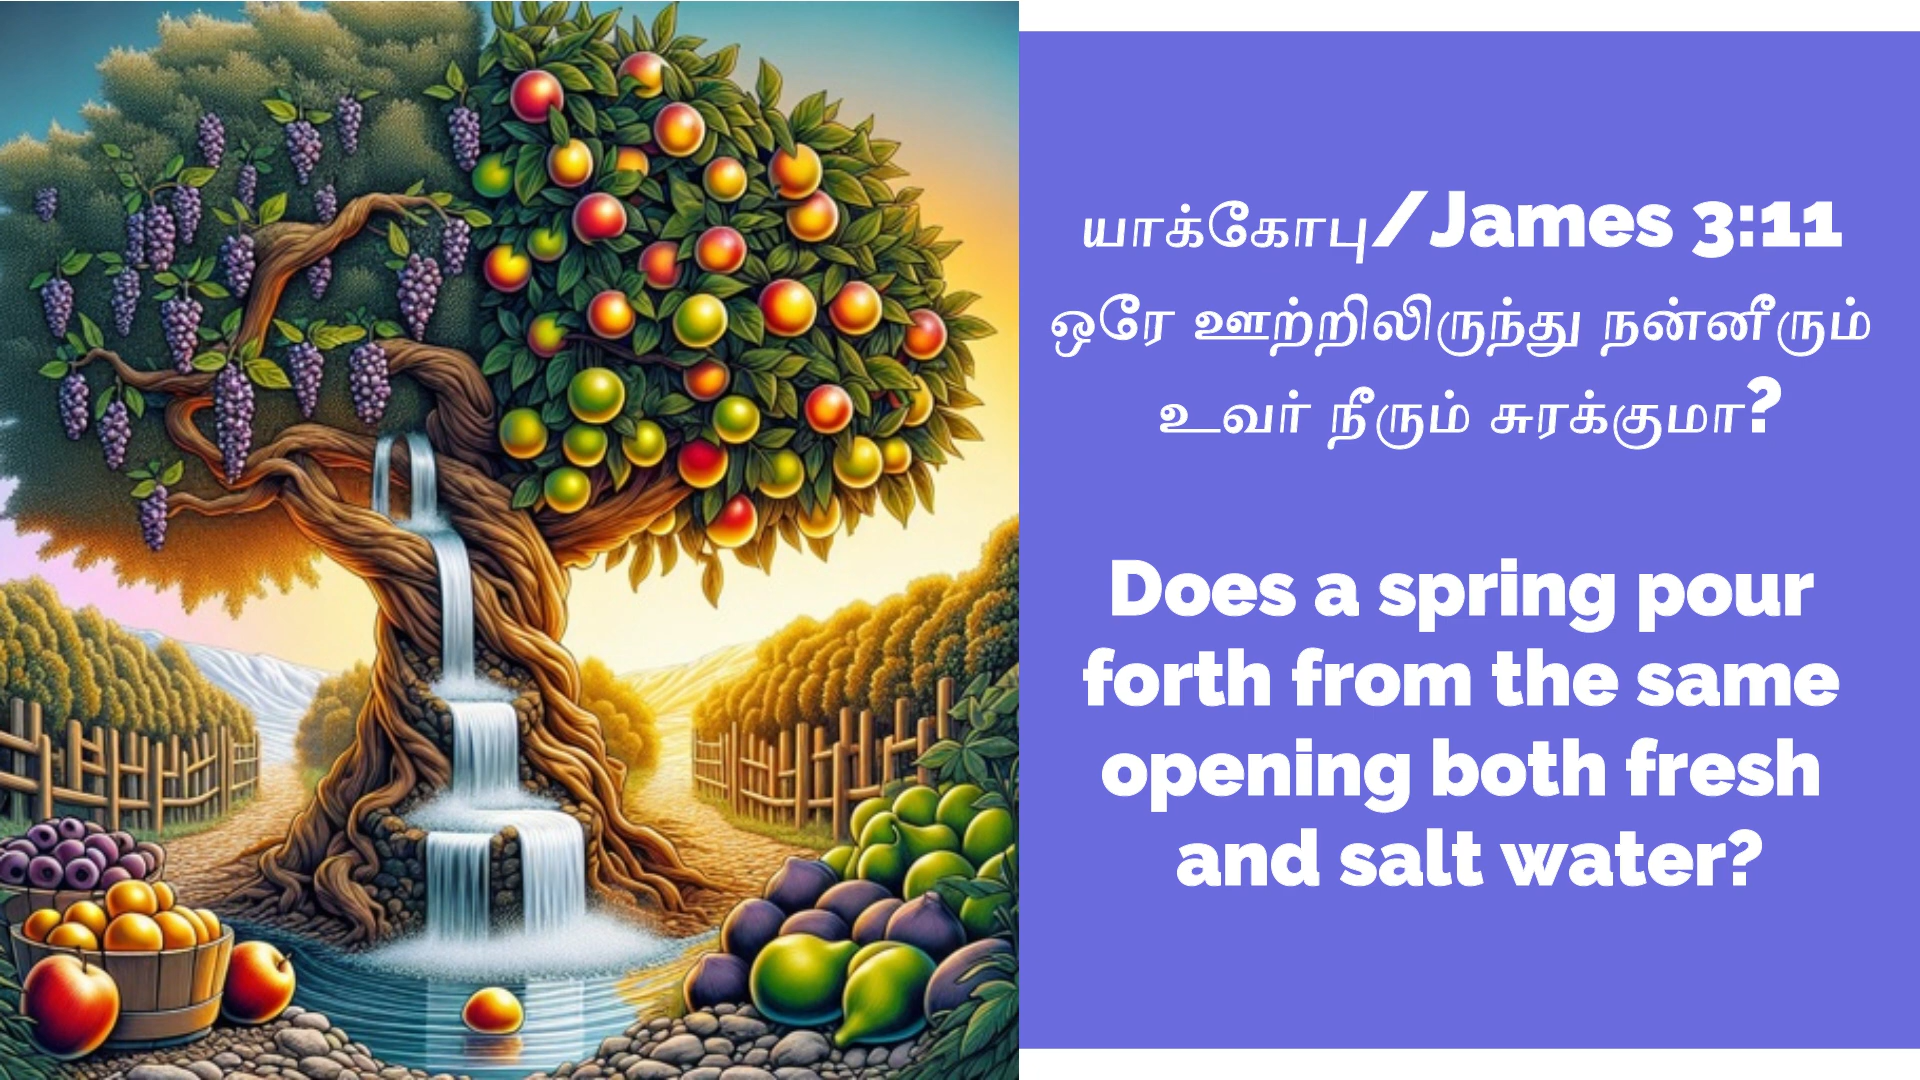 யாக்கோபு/James 3:11
ஒரே ஊற்றிலிருந்து நன்னீரும்
உவர் நீரும் சுரக்குமா?
Does a spring pour
forth from the same
opening both fresh
and salt water?